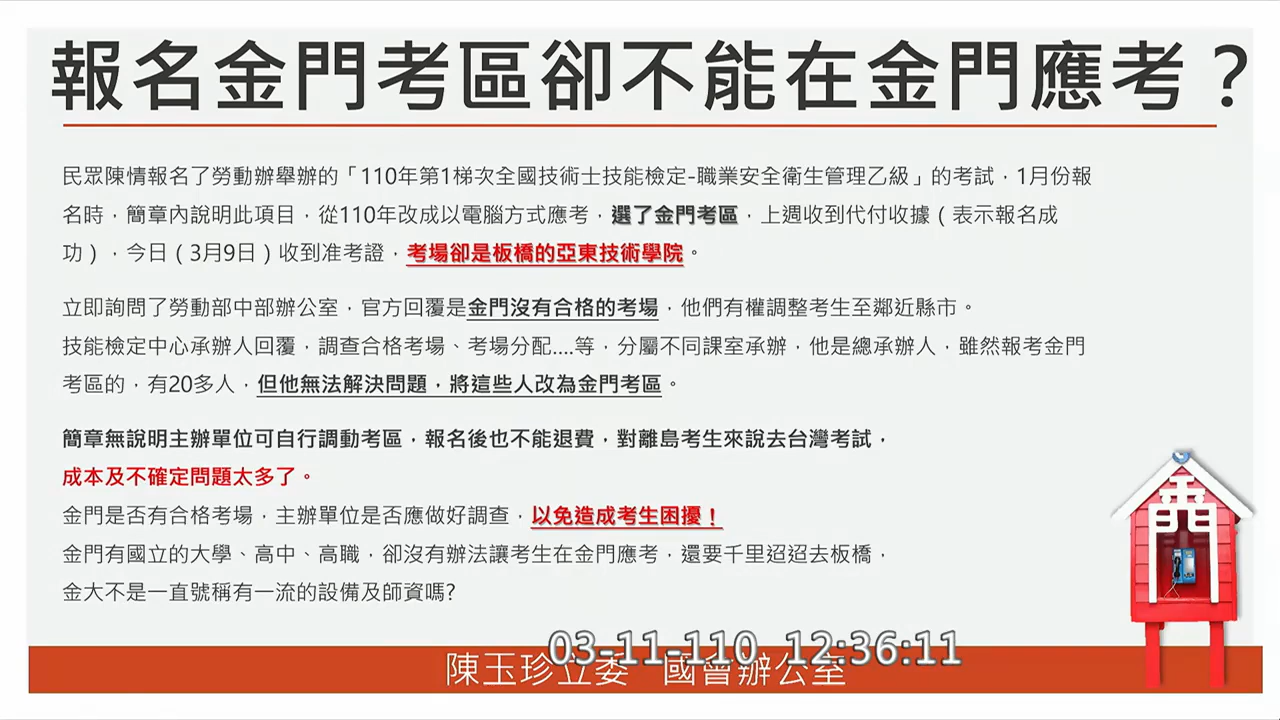 報名金門考區卻不能在金門應考？
民眾陳情報名了勞動辦舉辦的「110年第1梯次全國技術士技能檢定-職業安全衛生管理乙級」的考試，1月份報
名時，簡章內說明此項目，從110年改成以電腦方式應考，選了金門考區，上週收到代付收據（表示報名成
功），今日（3月9日）收到准考證，考場卻是板橋的亞東技術學院。
立即詢問了勞動部中部辦公室，官方回覆是金門沒有合格的考場，他們有權調整考生至鄰近縣市。
技能檢定中心承辦人回覆，調查合格考場、考場分配....等，分屬不同課室承辦，他是總承辦人，雖然報考金門
考區的，有20多人，但他無法解決問題，將這些人改為金門考區。
簡章無說明主辦單位可自行調動考區，報名後也不能退費，對離島考生來說去台灣考試，
成本及不確定問題太多了。
金門是否有合格考場，主辦單位是否應做好調查，以免造成考生困擾！
金門有國立的大學、高中、高職，卻沒有辦法讓考生在金門應考，還要千里迢迢去板橋，
金大不是一直號稱有一流的設備及師資嗎?
03-11-110 12:36:11
陳玉珍立委 國會辦公室